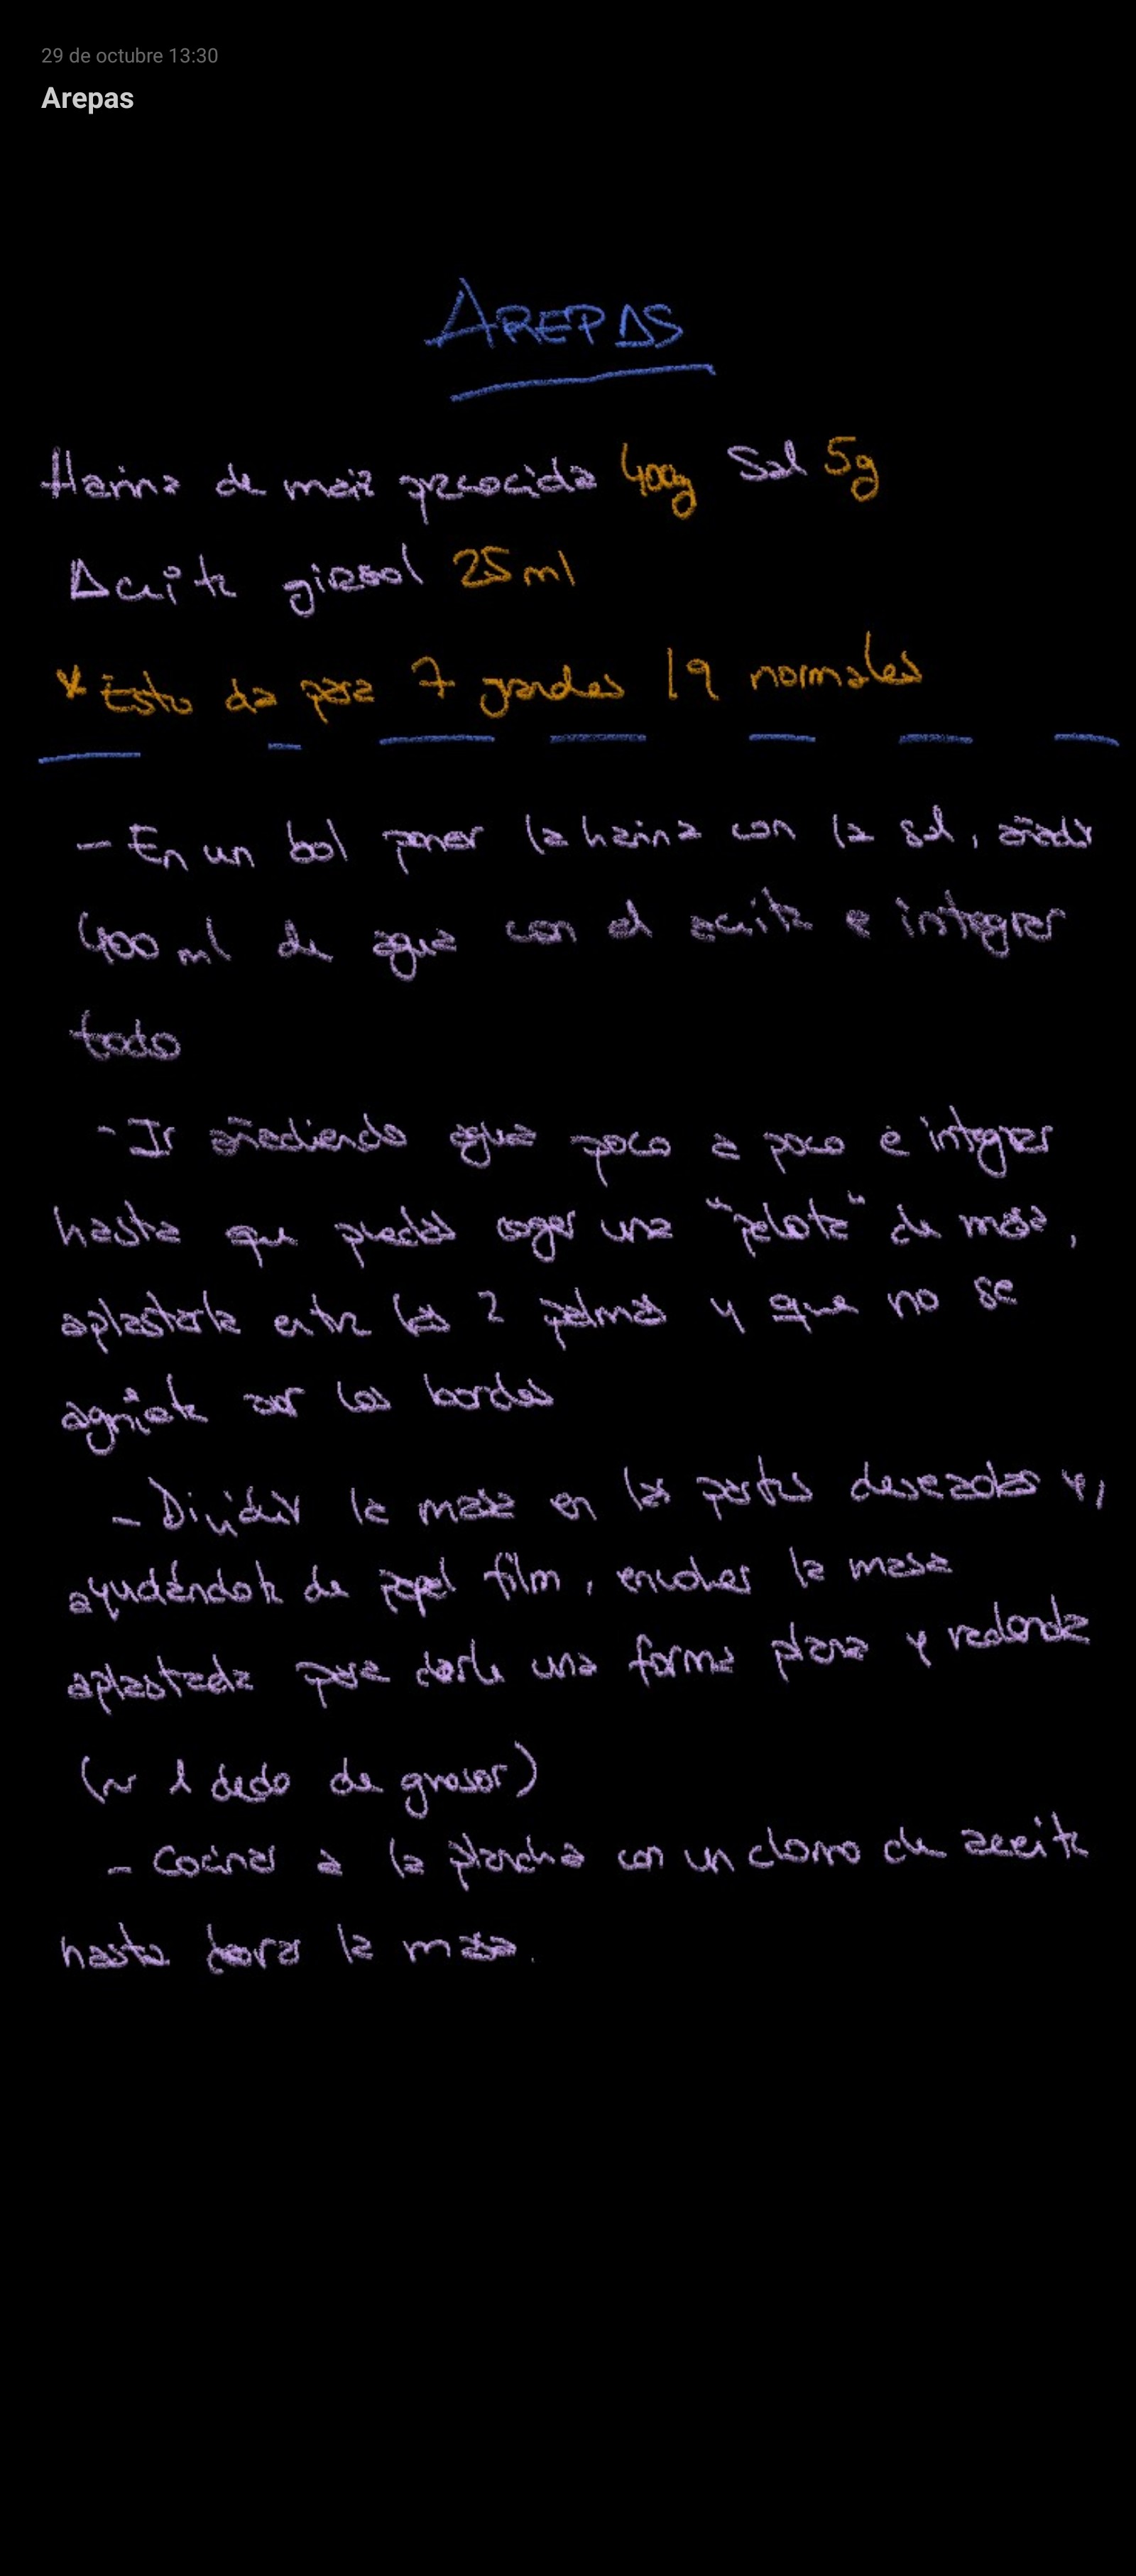 29 de octubre 13:30
Arepas
AREPAS
Harina de maíz precocida 400g Sal 5g
Aceite girasol 25ml
* Esto da para 7 grandes / 9 normales
- En un bol poner la harina con la sal, añadir
400 ml de agua con el aceite e integrar
todo
- Ir añadiendo agua poco a poco e integrar
hasta que puedas coger una "pelota" de masa,
aplastarla entre las 2 palmas y que no se
agriete por los bordes
- Dividir la masa en las partes deseadas y,
ayudándote de papel film, envolver la masa
aplastada para darle una forma plana y redonda
(~ 1 dedo de grosor)
- Cocinar a la plancha con un chorro de aceite
hasta dorar la masa.